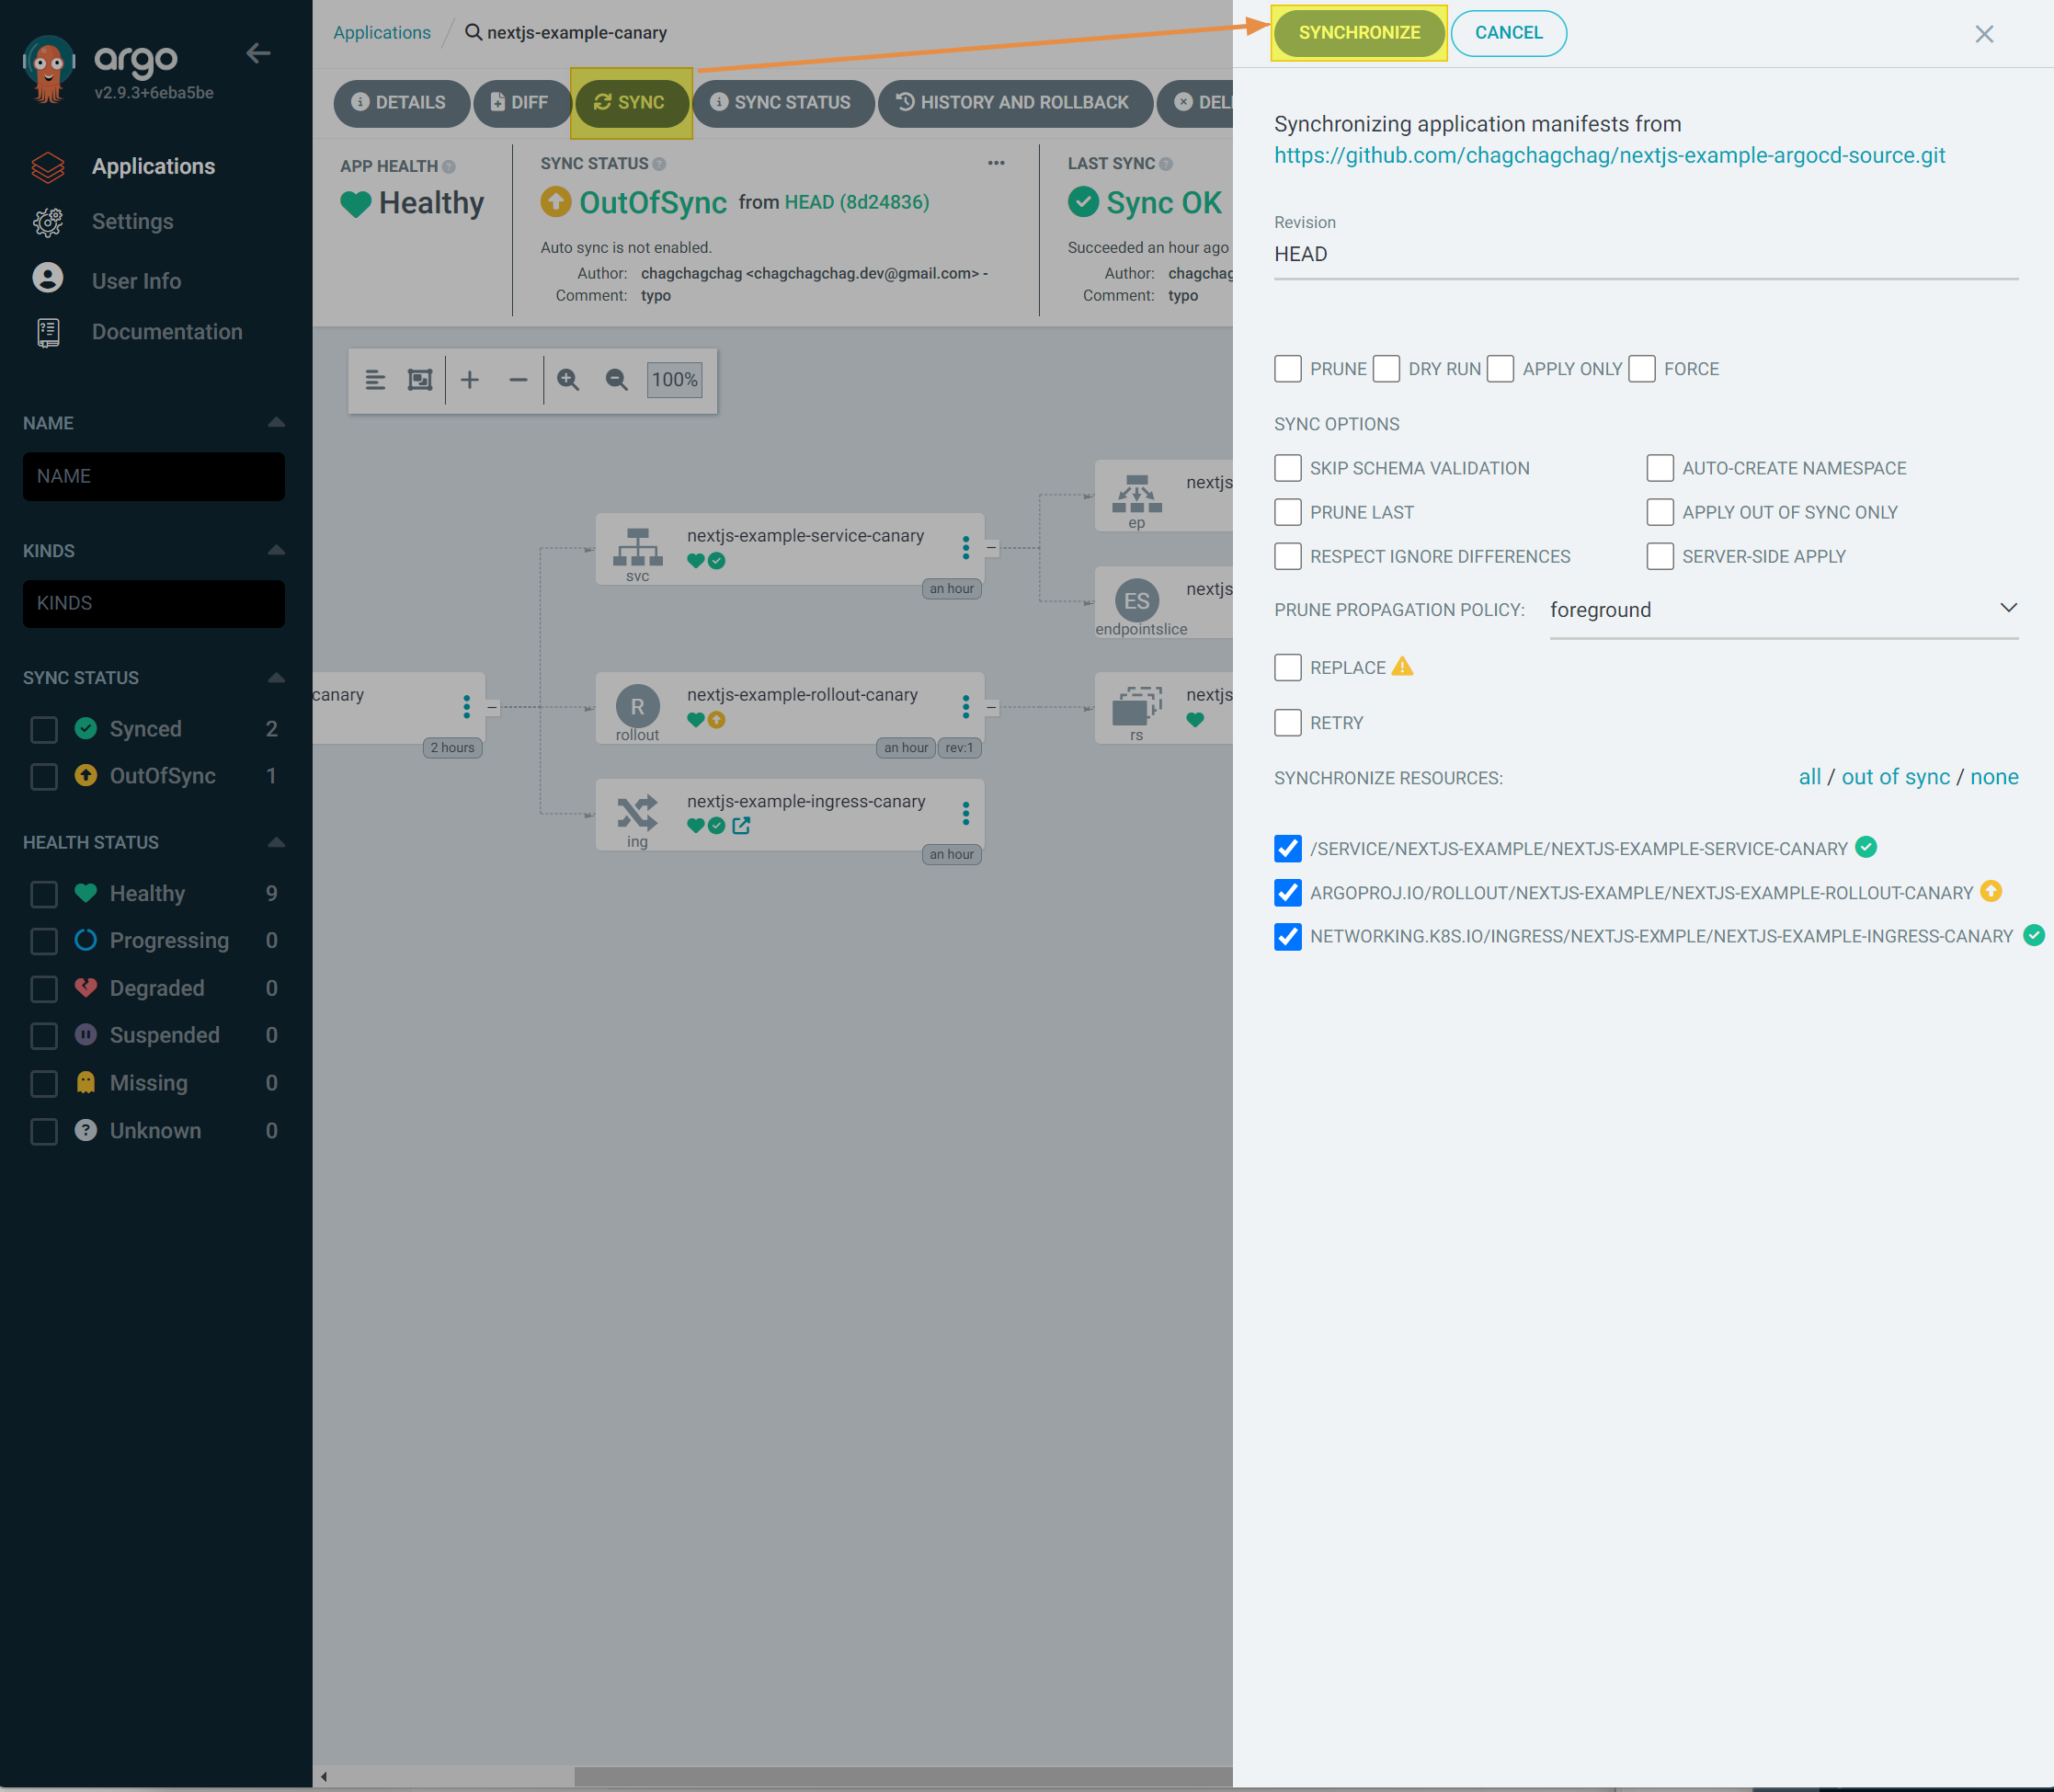 argo
v2.9.3+6eba5be
Applications
Settings
User Info
Documentation
NAME
NAME
KINDS
KINDS
SYNC STATUS
Synced 2
OutOfSync 1
HEALTH STATUS
Healthy 9
Progressing 0
Degraded 0
Suspended 0
Missing 0
Unknown 0
Applications / nextjs-example-canary
DETAILS DIFF SYNC SYNC STATUS HISTORY AND ROLLBACK DEL
APP HEALTH
Healthy
SYNC STATUS
OutOfSync from HEAD (8d24836)
Auto sync is not enabled.
Author: chagchagchag <chagchagchag.dev@gmail.com> -
Comment: typo
LAST SYNC
Sync OK
Succeeded an hour ago
Author: chagchag
Comment: typo
100%
canary
2 hours
nextjs-example-service-canary
svc
an hour
R
nextjs-example-rollout-canary
rollout
an hour rev:1
nextjs-example-ingress-canary
ing
an hour
nextjs
ep
ES
nextjs
endpointslice
nextjs
rs
SYNCHRONIZE CANCEL
Synchronizing application manifests from
https://github.com/chagchagchag/nextjs-example-argocd-source.git
Revision
HEAD
PRUNE DRY RUN APPLY ONLY FORCE
SYNC OPTIONS
SKIP SCHEMA VALIDATION AUTO-CREATE NAMESPACE
PRUNE LAST APPLY OUT OF SYNC ONLY
RESPECT IGNORE DIFFERENCES SERVER-SIDE APPLY
PRUNE PROPAGATION POLICY: foreground
REPLACE
RETRY
SYNCHRONIZE RESOURCES: all / out of sync / none
/SERVICE/NEXTJS-EXAMPLE/NEXTJS-EXAMPLE-SERVICE-CANARY
ARGOPROJ.IO/ROLLOUT/NEXTJS-EXAMPLE/NEXTJS-EXAMPLE-ROLLOUT-CANARY
NETWORKING.K8S.IO/INGRESS/NEXTJS-EXMPLE/NEXTJS-EXAMPLE-INGRESS-CANARY